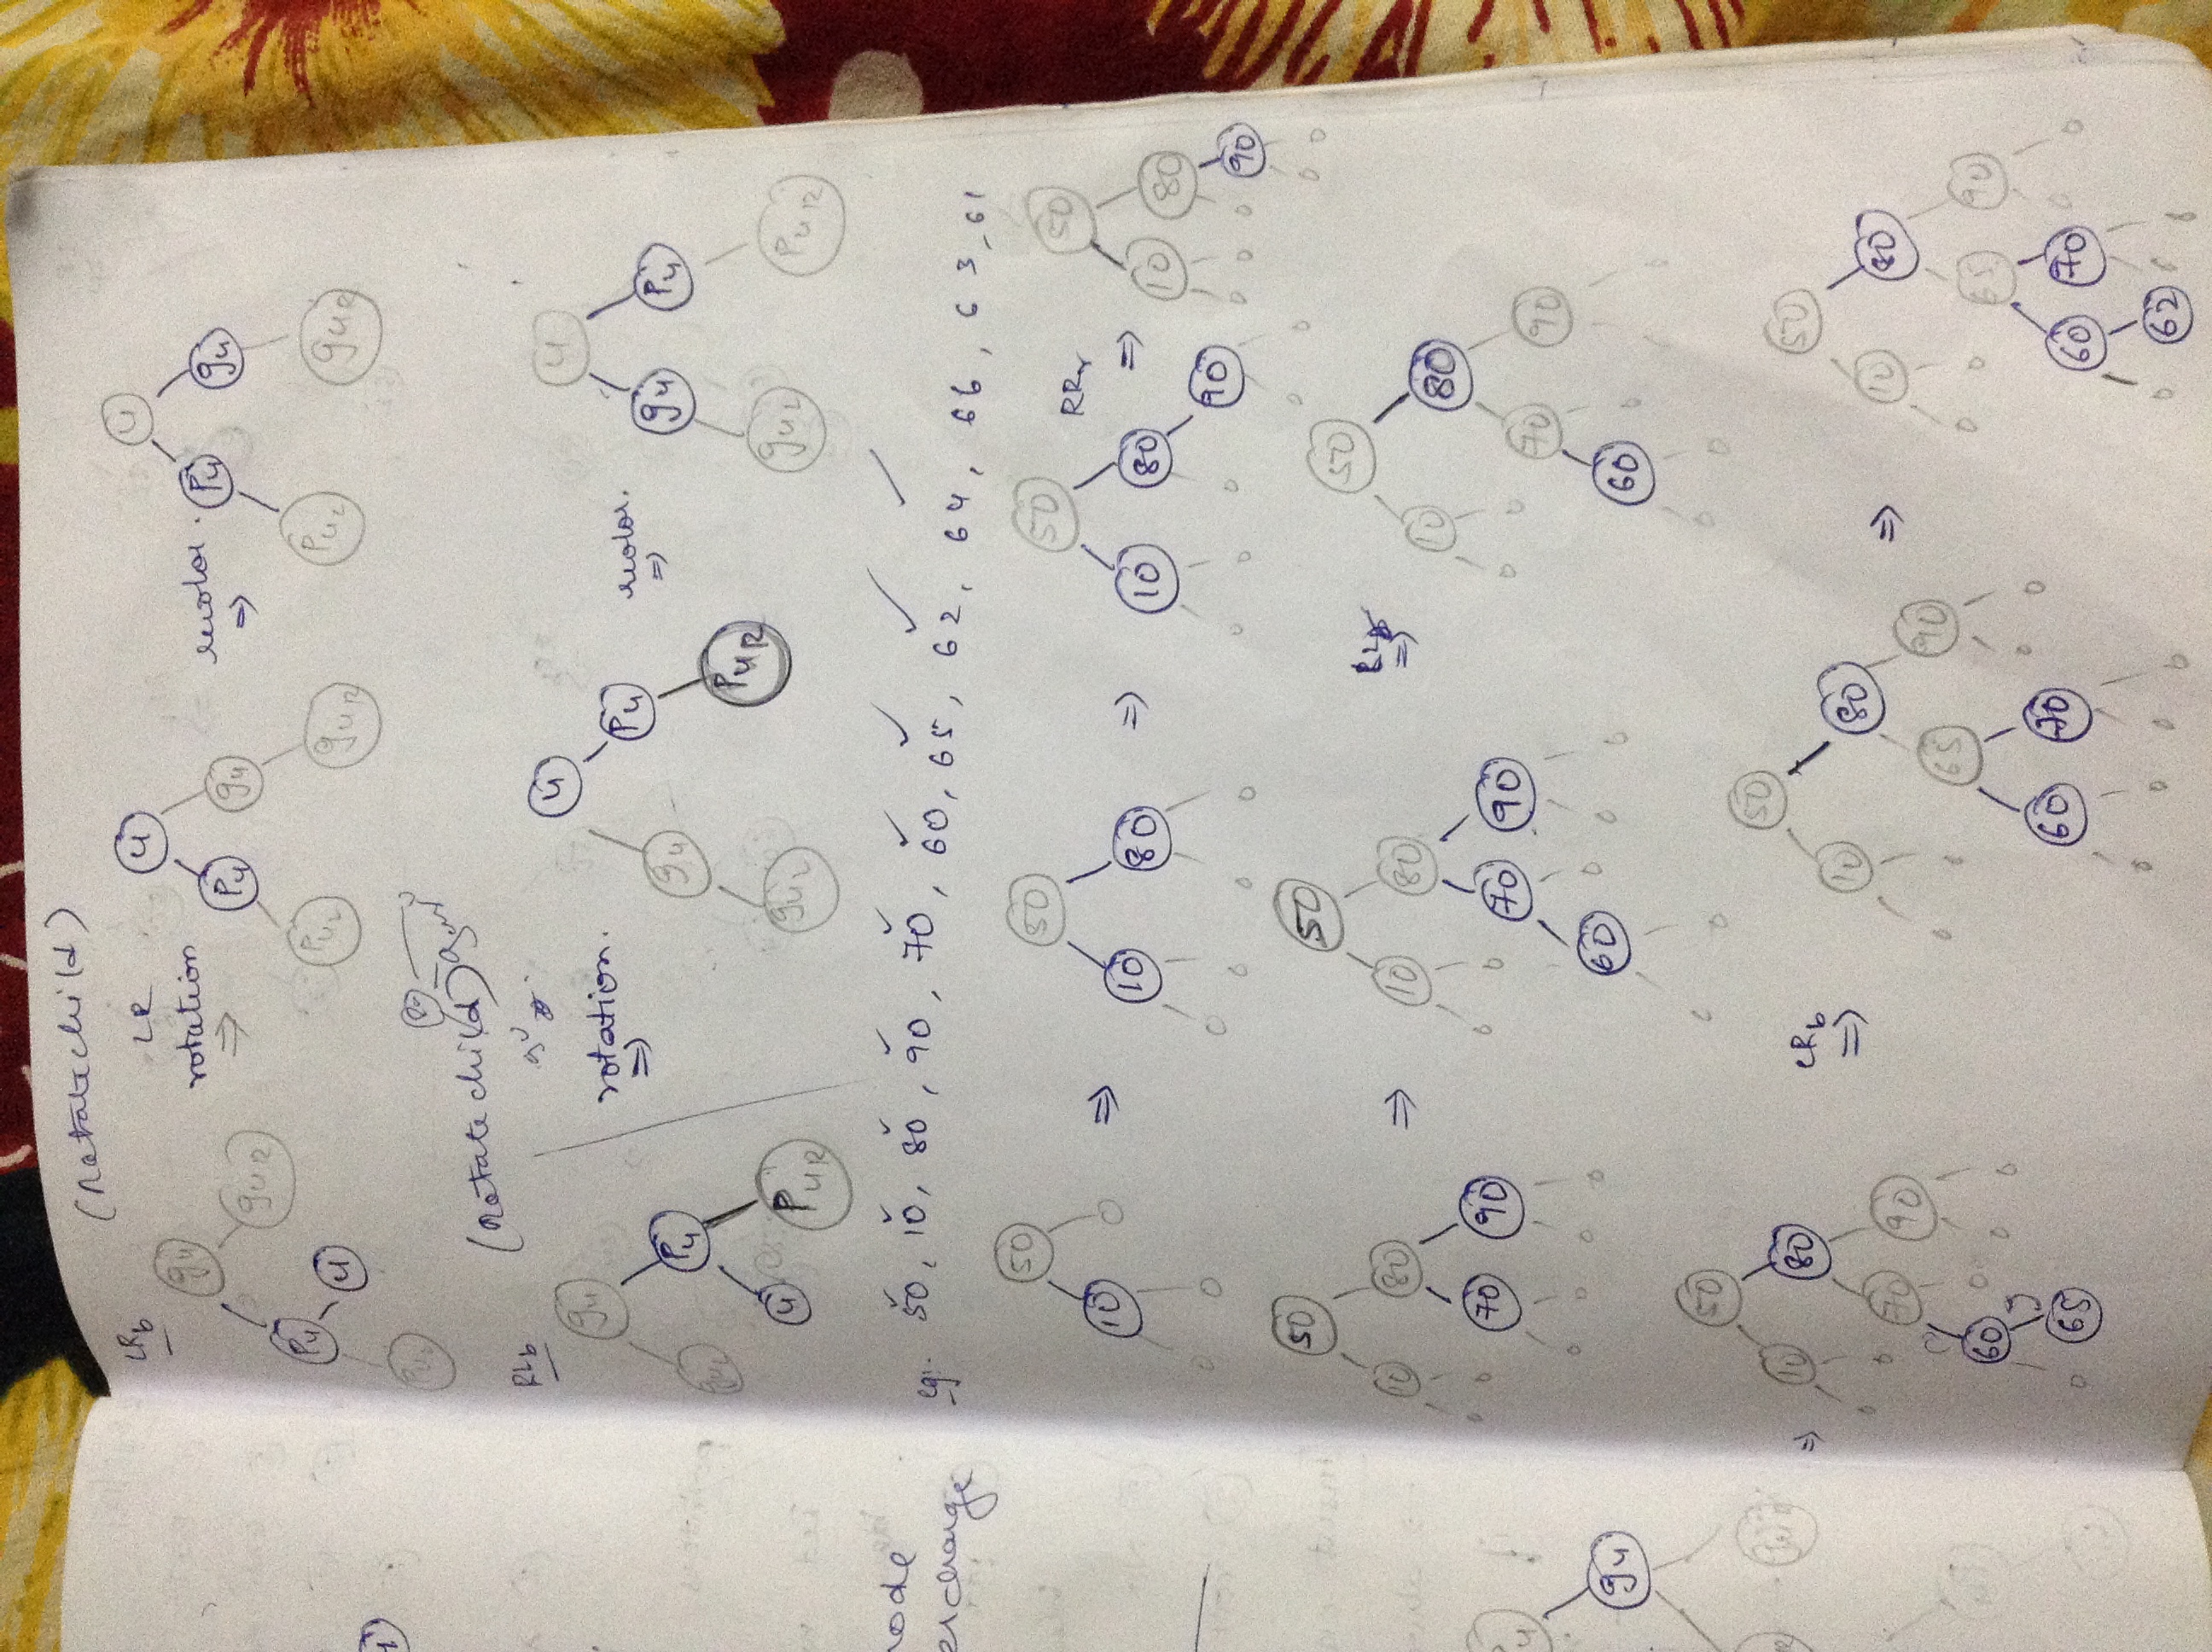 (rotate child)
LRb
LR
rotation
⇒
recolor.
⇒
gu
guR
Pu
u
PuL
u
Pu
gu
PuL
guR
u
Pu
gu
PuL
guR
(rotate child)
RLb
rotation.
⇒
recolor.
⇒
gu
guL
Pu
u
PuR
u
Pu
gu
guL
PuR
u
gu
Pu
guL
PuR
eg:- 50, 10, 80, 90, 70, 60, 65, 62, 64, 66, 63, 61
50
10
⇒
50
10 80
⇒
50
10 80
90
RRr
⇒
50
10 80
90
50
10 80
70 90
⇒
50
10 80
70 90
60
⇒
50
10 80
70 90
60
⇒
50
10 80
70 90
60
65
LRb
⇒
50
10 80
65 90
60 70
⇒
50
10 80
65 90
60 70
62
node
erchange
gu